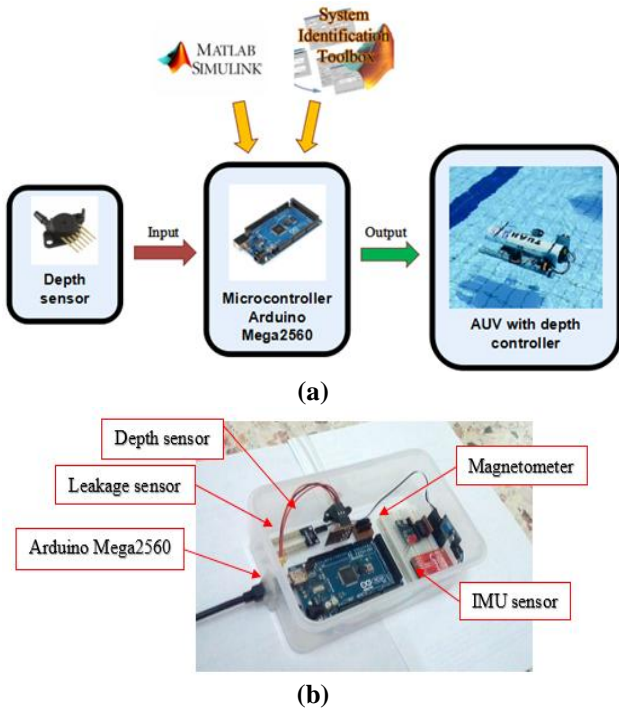 MATLAB
SIMULINK
System
Identification
Toolbox
Depth
sensor
Input
Microcontroller
Arduino
Mega2560
Output
AUV with depth
controller
(a)
Depth sensor
Leakage sensor
Arduino Mega2560
Magnetometer
IMU sensor
(b)